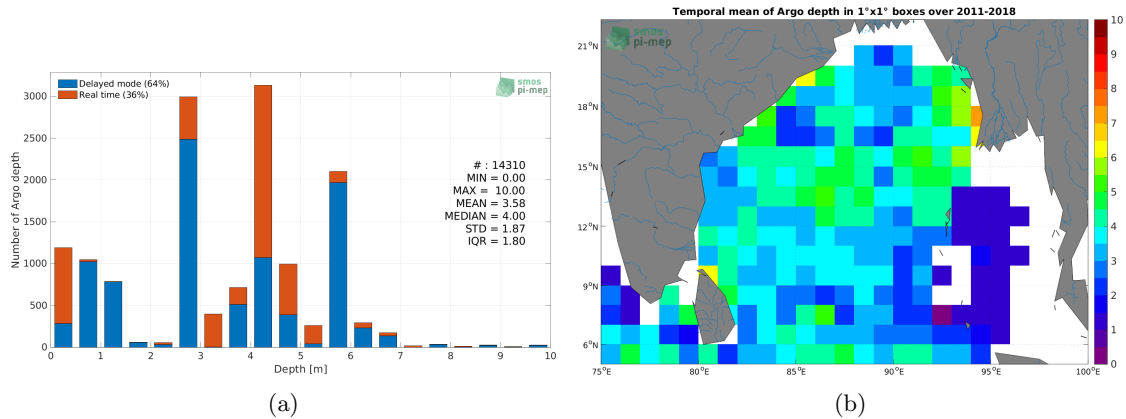 Delayed mode (64%)
Real time (36%)
smos
pi-mep
# : 14310
MIN = 0.00
MAX = 10.00
MEAN = 3.58
MEDIAN = 4.00
STD = 1.87
IQR = 1.80
Number of Argo depth
3000
2500
2000
1500
1000
500
0
0 1 2 3 4 5 6 7 8 9 10
Depth [m]
(a)
Temporal mean of Argo depth in 1°x1° boxes over 2011-2018
smos
pi-mep
21°N
18°N
15°N
12°N
9°N
6°N
75°E 80°E 85°E 90°E 95°E 100°E
10
9
8
7
6
5
4
3
2
1
0
(b)